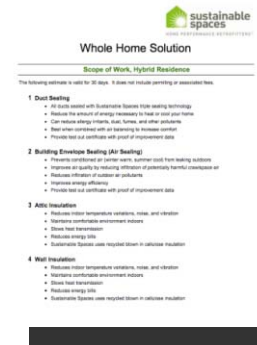 sustainable
spaces
HOME PERFORMANCE RETROFITTERS
Whole Home Solution
Scope of Work, Hybrid Residence
The following estimate is valid for 30 days. It does not include permitting or associated fees.
1 Duct Sealing
• All ducts sealed with Sustainable Spaces triple sealing technology
• Reduce the amount of energy necessary to heat or cool your home
• Can reduce allergy irritants, dust, fumes, and other pollutants
• Best when combined with air balancing to increase comfort
• Provide test certificate with proof of improvement data
2 Building Envelope Sealing (Air Sealing)
• Prevents conditioned air (winter warm, summer cool) from leaking outdoors
• Improves air quality by reducing infiltration of potentially harmful crawlspace air
• Reduces infiltration of outdoor air pollutants
• Improves energy efficiency
• Provide test certificate with proof of improvement data
3 Attic Insulation
• Reduces indoor temperature variations, noise, and vibration
• Maintains comfortable environment indoors
• Slows heat transmission
• Reduces energy bills
• Sustainable Spaces uses recycled blown in cellulose insulation
4 Wall Insulation
• Reduces indoor temperature variations, noise, and vibration
• Maintains comfortable environment indoors
• Slows heat transmission
• Reduces energy bills
• Sustainable Spaces uses recycled blown in cellulose insulation